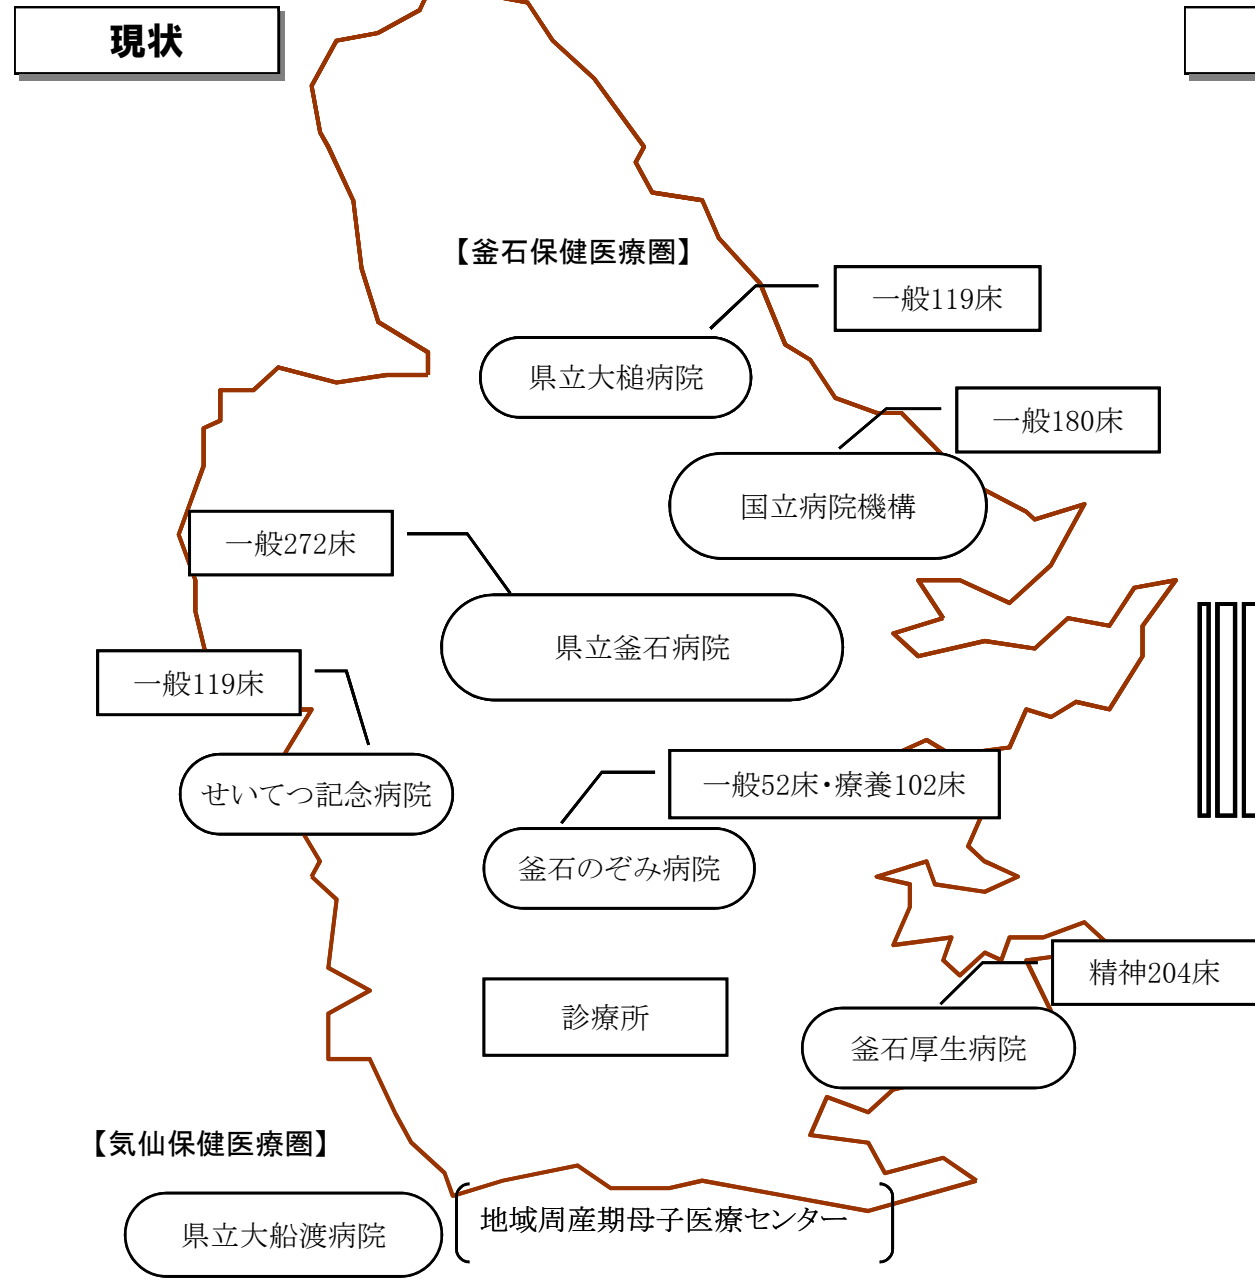 現状
【釜石保健医療圏】
一般119床
県立大槌病院
一般180床
国立病院機構
一般272床
県立釜石病院
一般119床
せいてつ記念病院
一般52床・療養102床
釜石のぞみ病院
精神204床
診療所
釜石厚生病院
【気仙保健医療圏】
県立大船渡病院
地域周産期母子医療センター